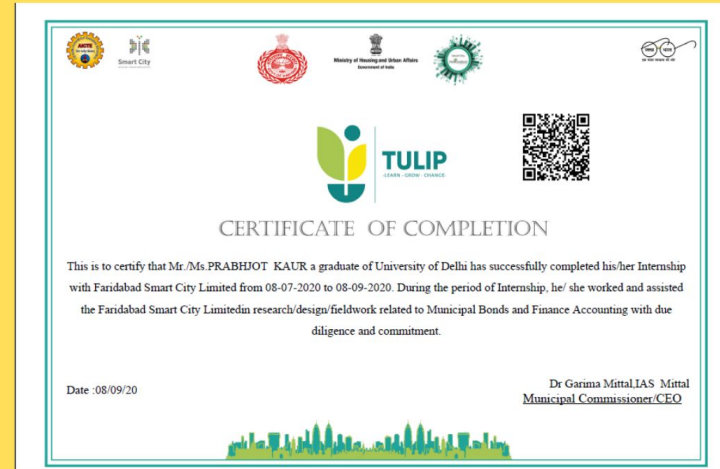 AICTE
Smart City
Ministry of Housing and Urban Affairs
Government of India
TULIP
-LEARN - GROW - CHANGE
CERTIFICATE OF COMPLETION
This is to certify that Mr./Ms.PRABHJOT KAUR a graduate of University of Delhi has successfully completed his/her Internship
with Faridabad Smart City Limited from 08-07-2020 to 08-09-2020. During the period of Internship, he/ she worked and assisted
the Faridabad Smart City Limitedin research/design/fieldwork related to Municipal Bonds and Finance Accounting with due
diligence and commitment.
Date :08/09/20
Dr Garima Mittal,IAS Mittal
Municipal Commissioner/CEO